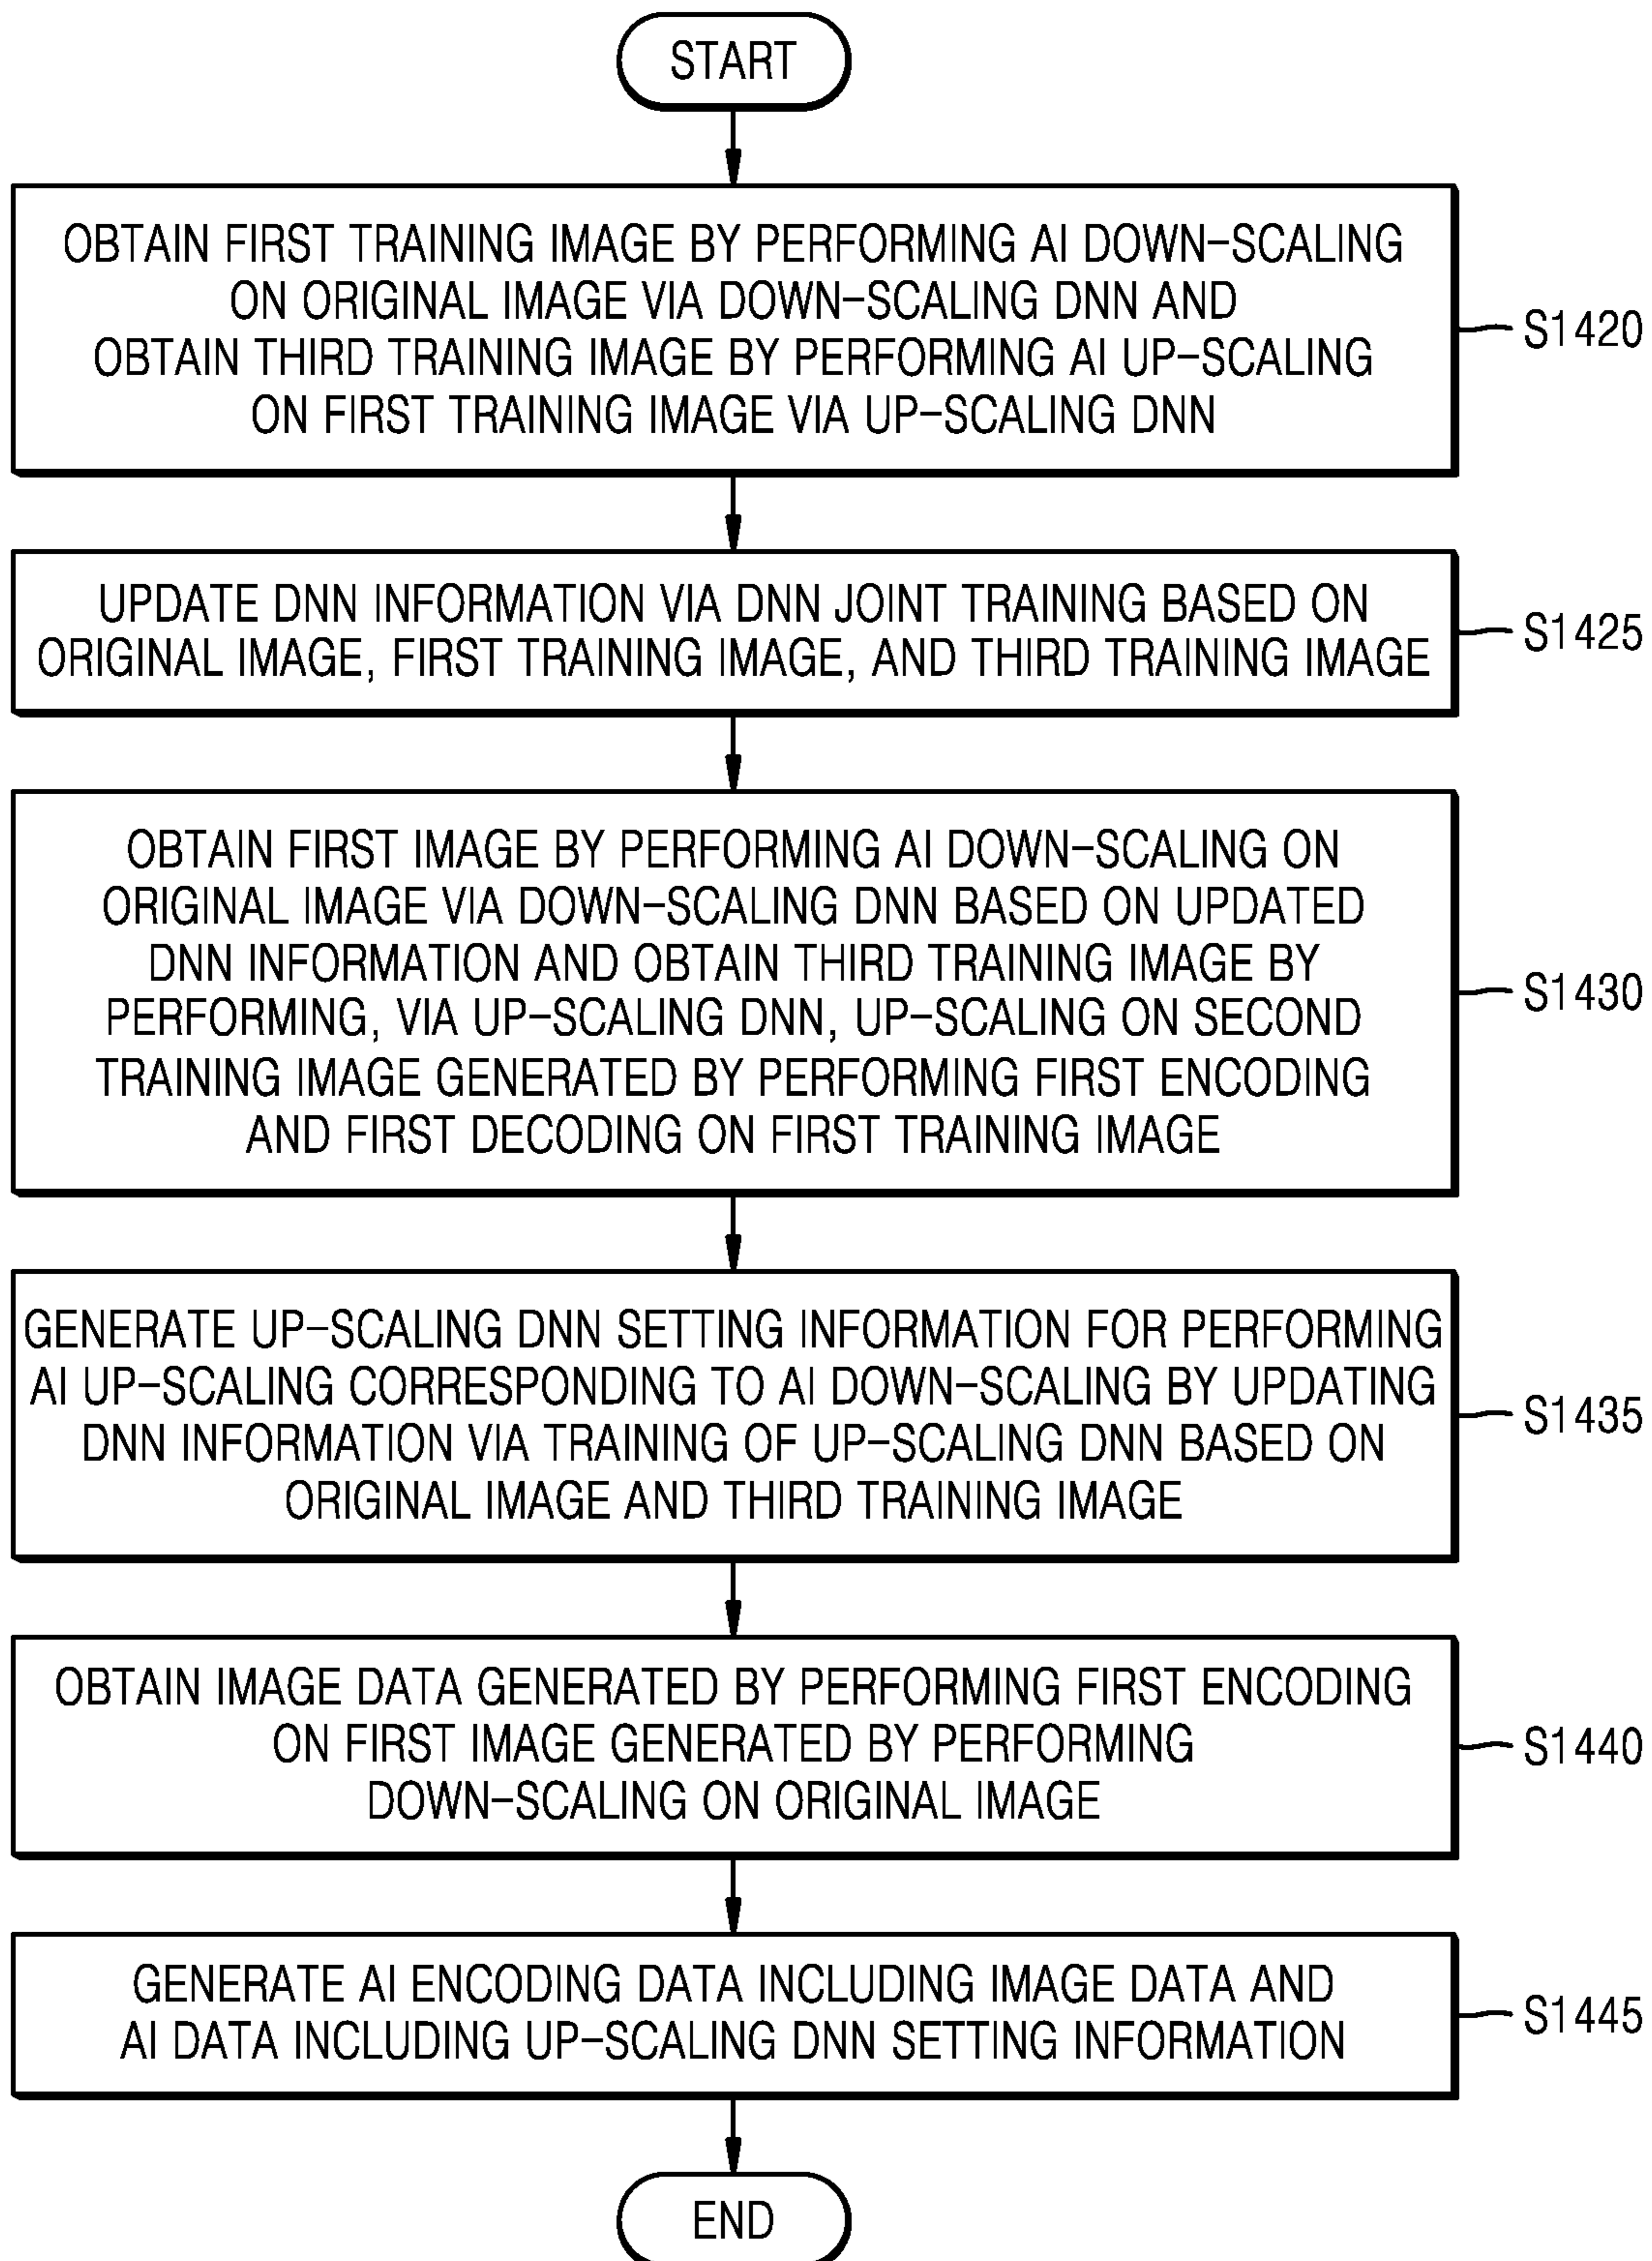 START
OBTAIN FIRST TRAINING IMAGE BY PERFORMING AI DOWN-SCALING
ON ORIGINAL IMAGE VIA DOWN-SCALING DNN AND
OBTAIN THIRD TRAINING IMAGE BY PERFORMING AI UP-SCALING
ON FIRST TRAINING IMAGE VIA UP-SCALING DNN
S1420
UPDATE DNN INFORMATION VIA DNN JOINT TRAINING BASED ON
ORIGINAL IMAGE, FIRST TRAINING IMAGE, AND THIRD TRAINING IMAGE
S1425
OBTAIN FIRST IMAGE BY PERFORMING AI DOWN-SCALING ON
ORIGINAL IMAGE VIA DOWN-SCALING DNN BASED ON UPDATED
DNN INFORMATION AND OBTAIN THIRD TRAINING IMAGE BY
PERFORMING, VIA UP-SCALING DNN, UP-SCALING ON SECOND
TRAINING IMAGE GENERATED BY PERFORMING FIRST ENCODING
AND FIRST DECODING ON FIRST TRAINING IMAGE
S1430
GENERATE UP-SCALING DNN SETTING INFORMATION FOR PERFORMING
AI UP-SCALING CORRESPONDING TO AI DOWN-SCALING BY UPDATING
DNN INFORMATION VIA TRAINING OF UP-SCALING DNN BASED ON
ORIGINAL IMAGE AND THIRD TRAINING IMAGE
S1435
OBTAIN IMAGE DATA GENERATED BY PERFORMING FIRST ENCODING
ON FIRST IMAGE GENERATED BY PERFORMING
DOWN-SCALING ON ORIGINAL IMAGE
S1440
GENERATE AI ENCODING DATA INCLUDING IMAGE DATA AND
AI DATA INCLUDING UP-SCALING DNN SETTING INFORMATION
S1445
END